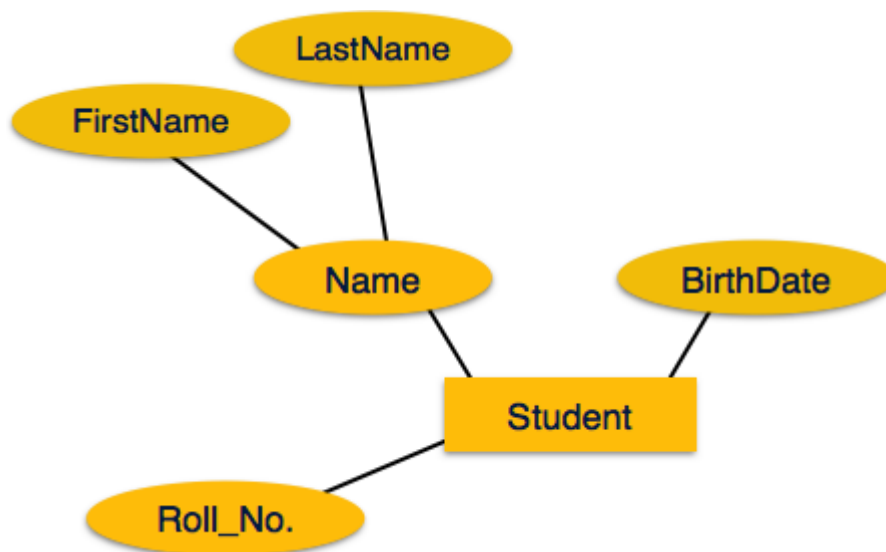 LastName
FirstName
Name
BirthDate
Student
Roll_No.